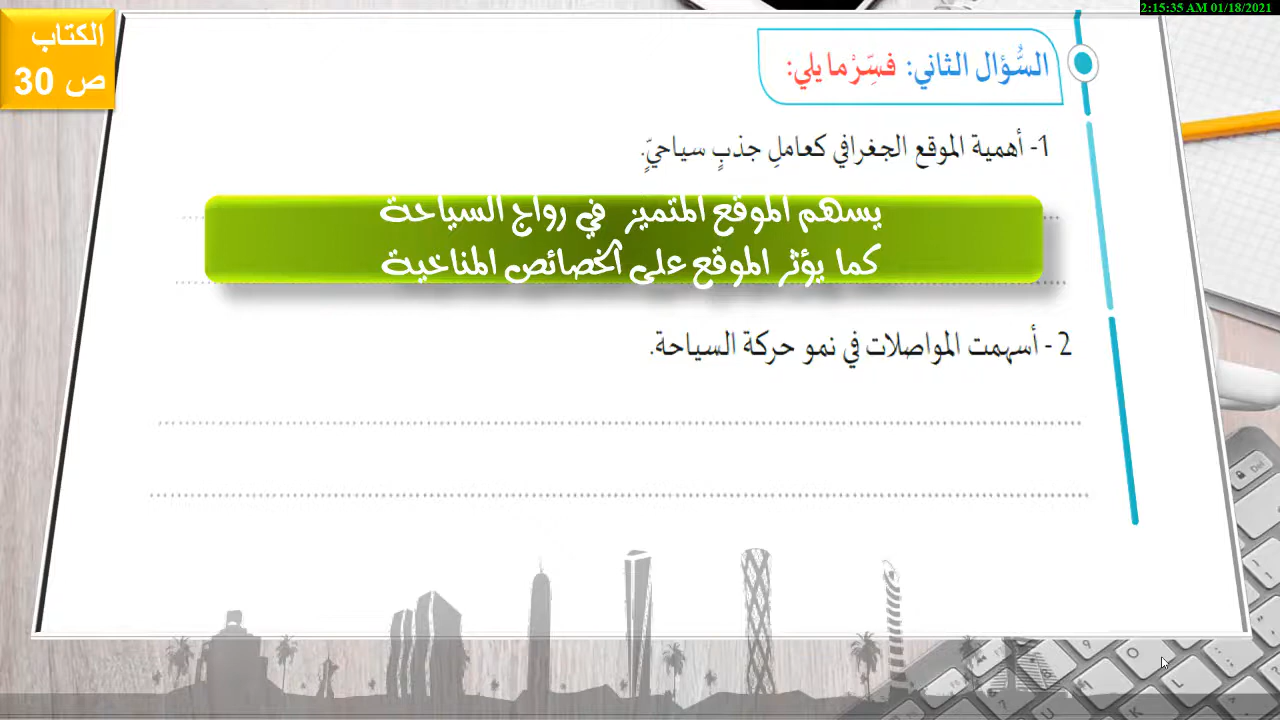 2:15:35 AM 01/18/2021
الكتاب
ص 30
السُّؤال الثاني: فسِّرْ ما يلي:
1- أهمية الموقع الجغرافي كعاملِ جذبٍ سياحيٍّ.
يسهم الموقع المتميز في رواج السياحة
كما يؤثر الموقع على الخصائص المناخية
2 - أسهمت المواصلات في نمو حركة السياحة.